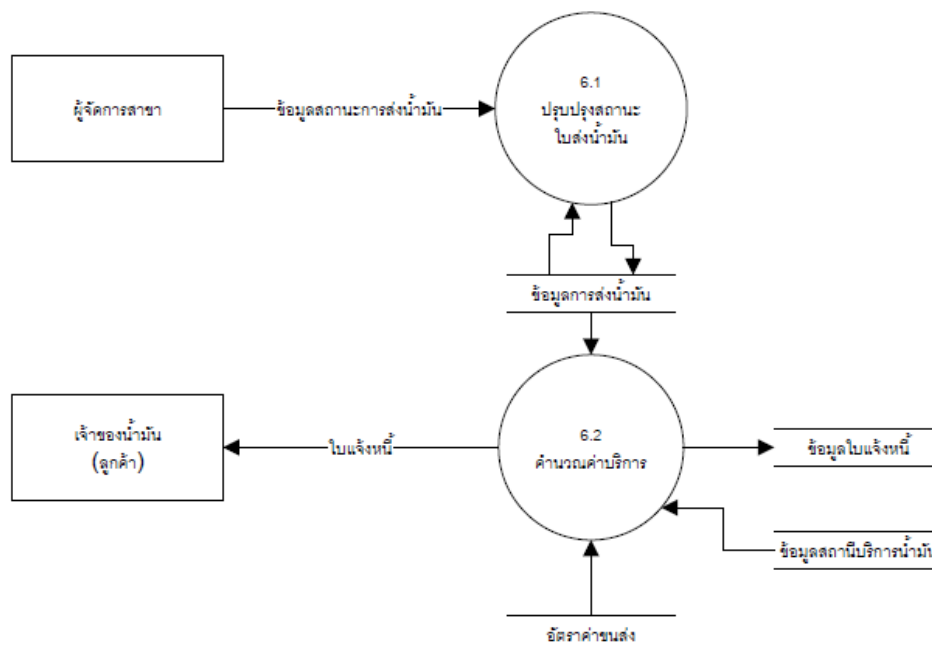 6.1
ผู้จัดการสาขา
ข้อมูลสถานะการส่งน้ำมัน
ปรุบปรุงสถานะ
ใบส่งน้ำมัน
ข้อมูลการส่งน้ำมัน
เจ้าของน้ำมัน
(ลูกค้า)
ใบแจ้งหนี้
6.2
คำนวณค่าบริการ
ข้อมูลใบแจ้งหนี้
ข้อมูลสถานีบริการน้ำมัน
อัตราค่าขนส่ง